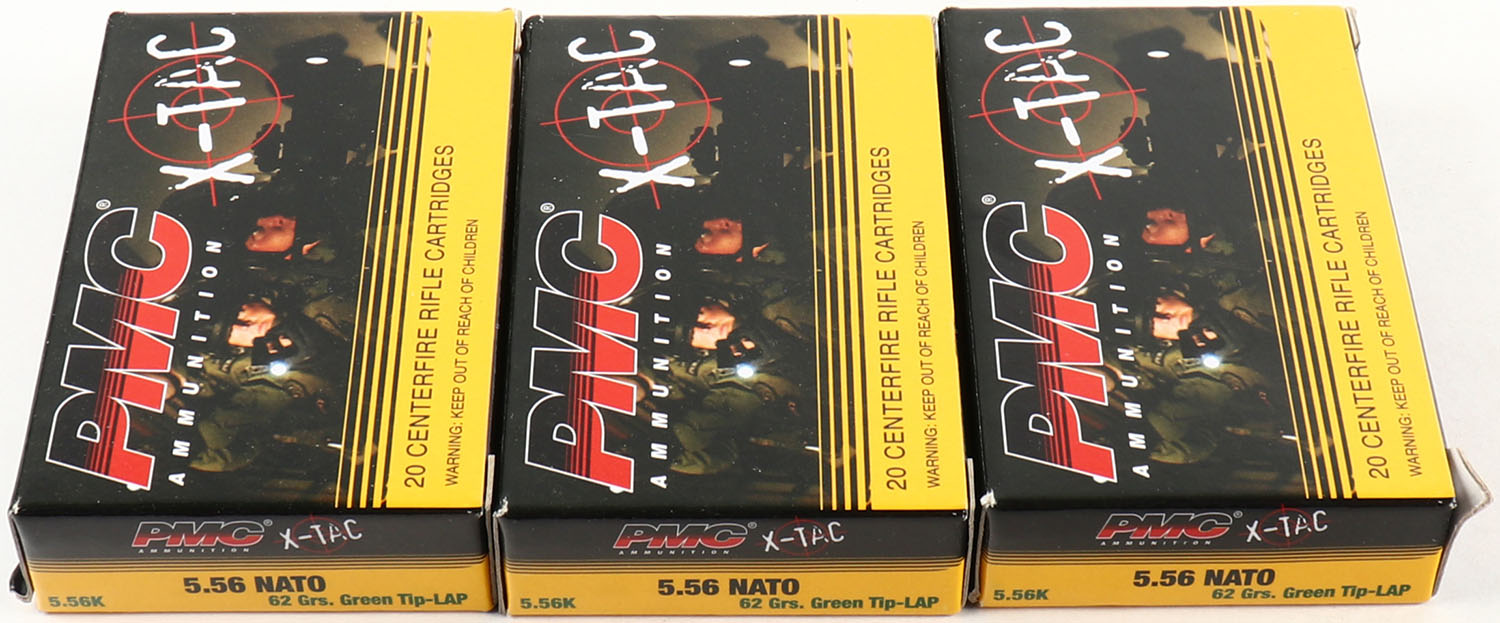 PMC®
AMMUNITION
X-TAC
20 CENTERFIRE RIFLE CARTRIDGES
WARNING: KEEP OUT OF REACH OF CHILDREN
PMC®
AMMUNITION
X-TAC
5.56 NATO
5.56K
62 Grs. Green Tip-LAP
PMC®
AMMUNITION
X-TAC
20 CENTERFIRE RIFLE CARTRIDGES
WARNING: KEEP OUT OF REACH OF CHILDREN
PMC®
AMMUNITION
X-TAC
5.56 NATO
5.56K
62 Grs. Green Tip-LAP
PMC®
AMMUNITION
X-TAC
20 CENTERFIRE RIFLE CARTRIDGES
WARNING: KEEP OUT OF REACH OF CHILDREN
PMC®
AMMUNITION
X-TAC
5.56 NATO
5.56K
62 Grs. Green Tip-LAP